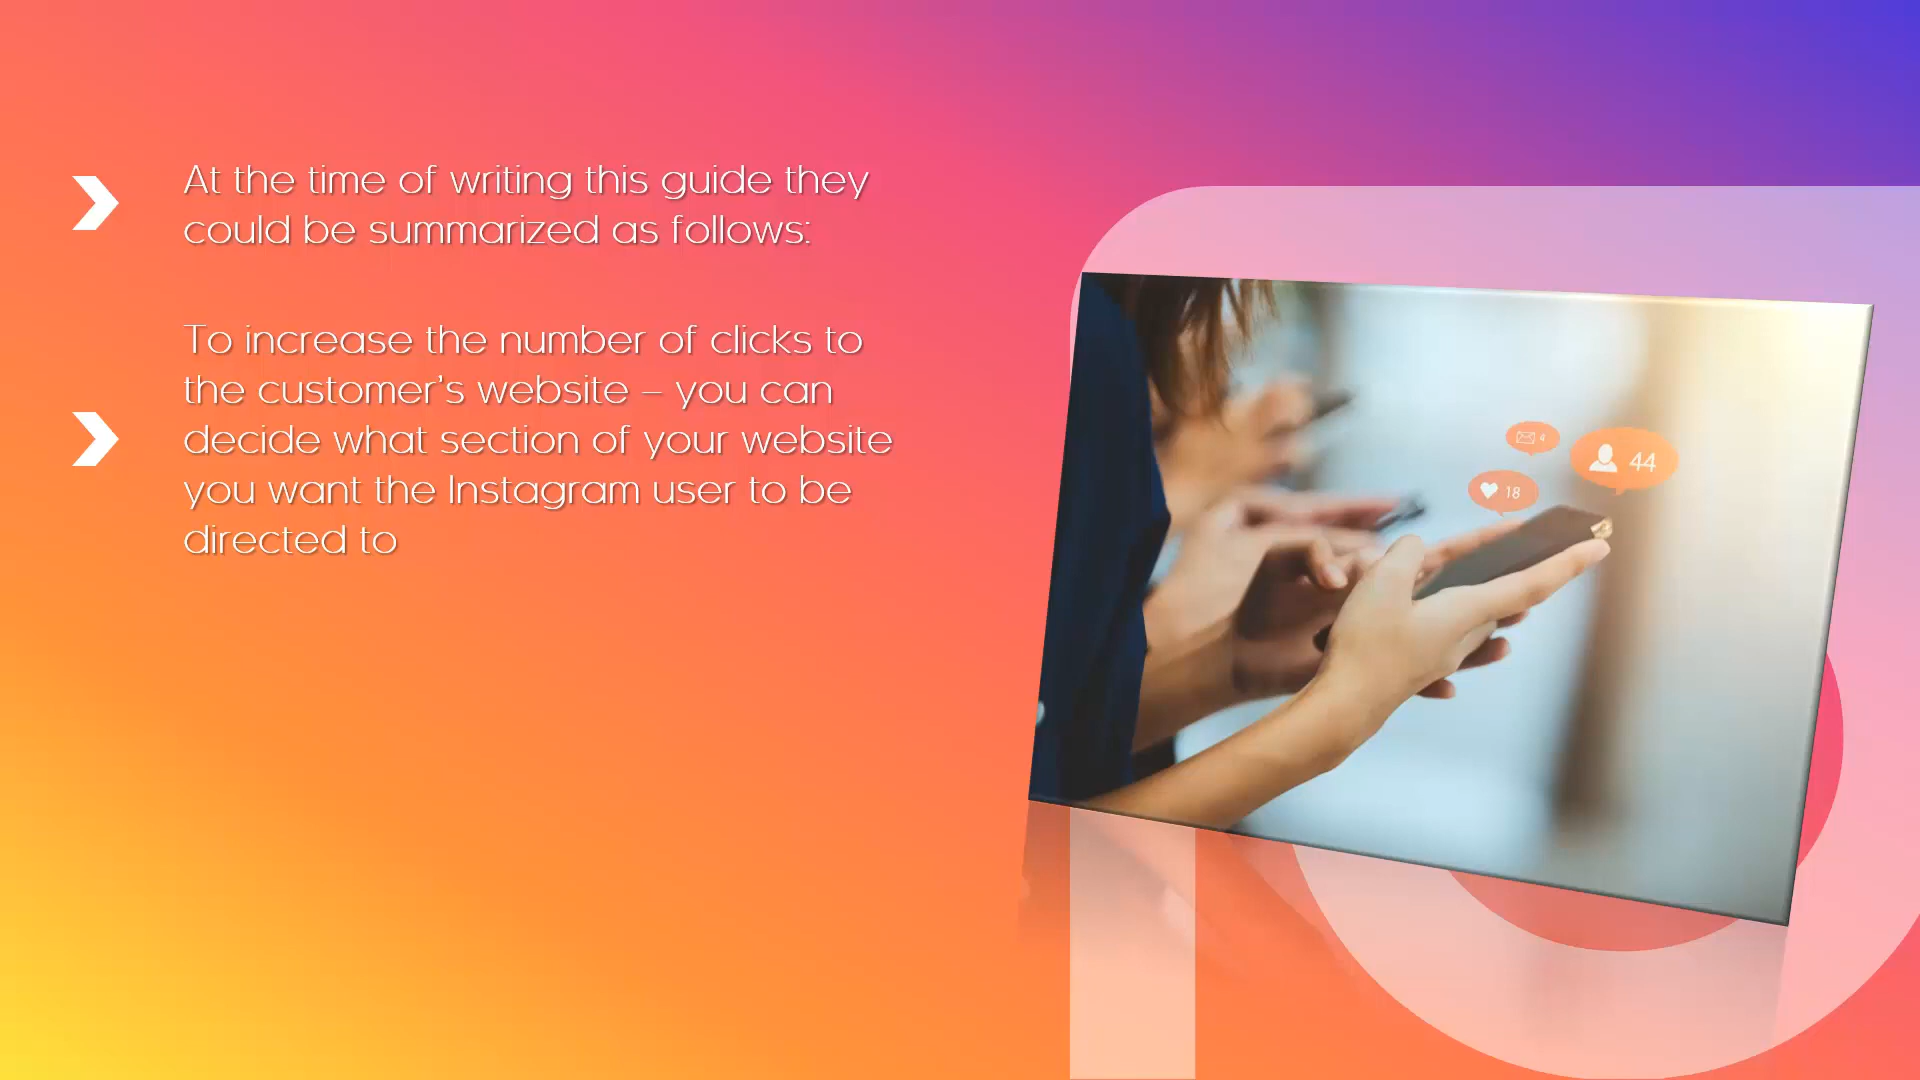 At the time of writing this guide they
could be summarized as follows:
To increase the number of clicks to
the customer's website – you can
decide what section of your website
you want the Instagram user to be
directed to
4
44
18